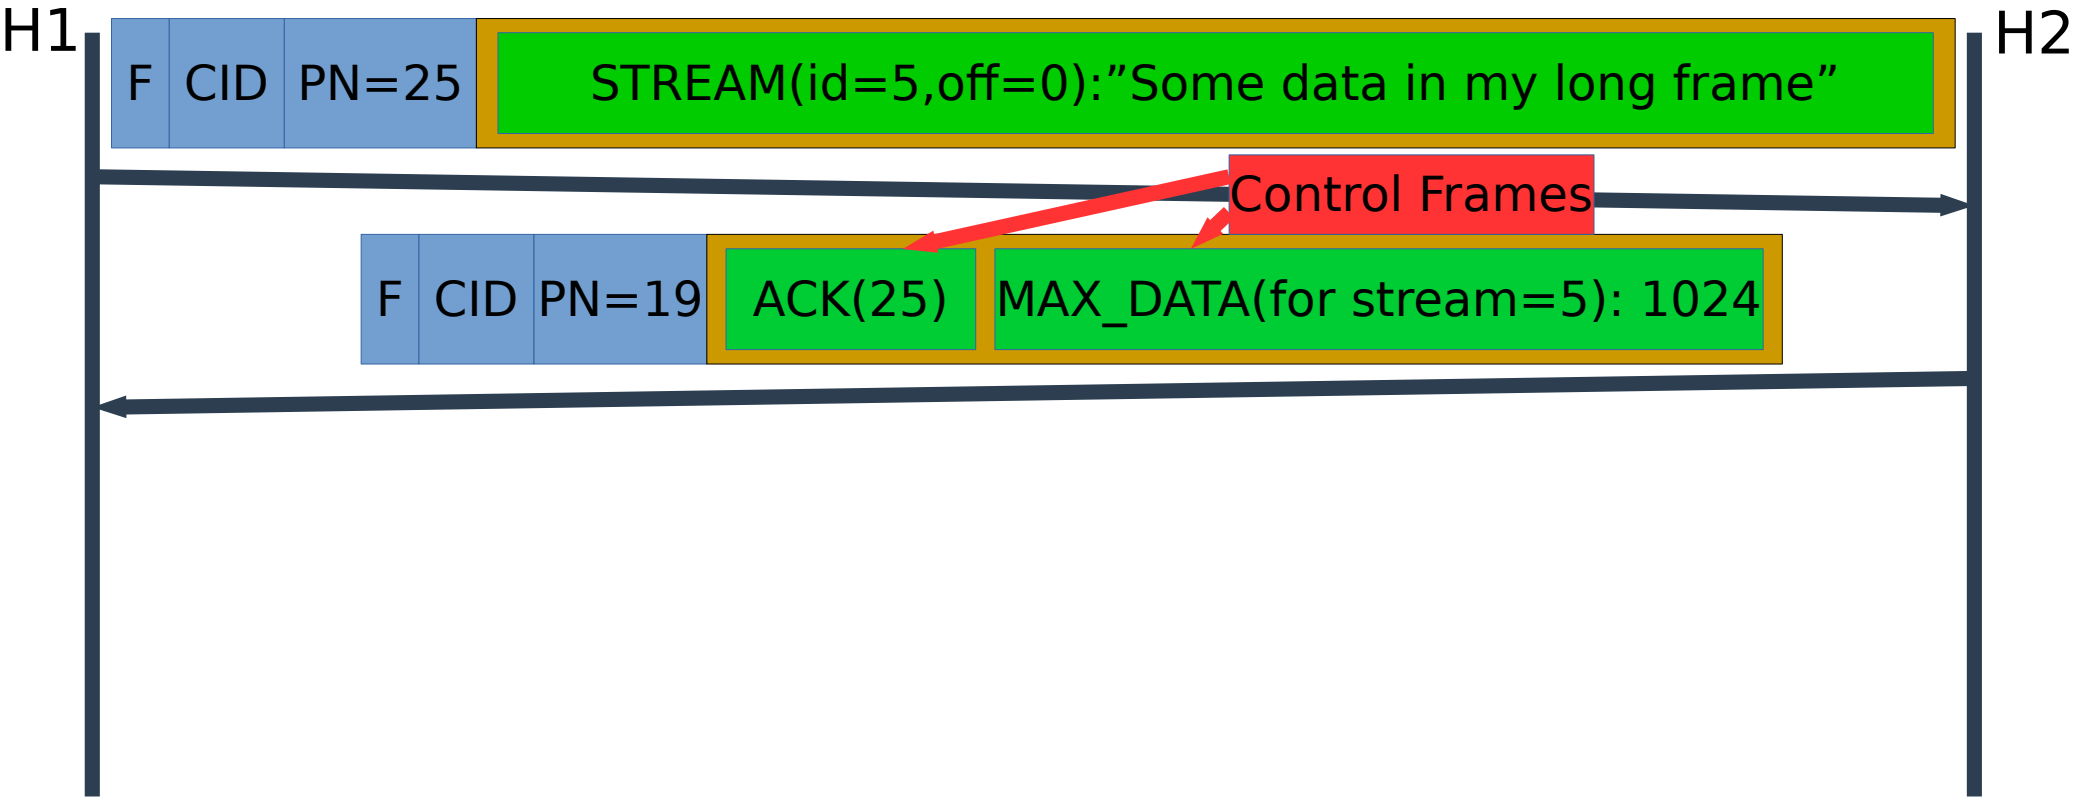 H1
H2
F CID PN=25 STREAM(id=5,off=0):”Some data in my long frame”
Control Frames
F CID PN=19 ACK(25) MAX_DATA(for stream=5): 1024